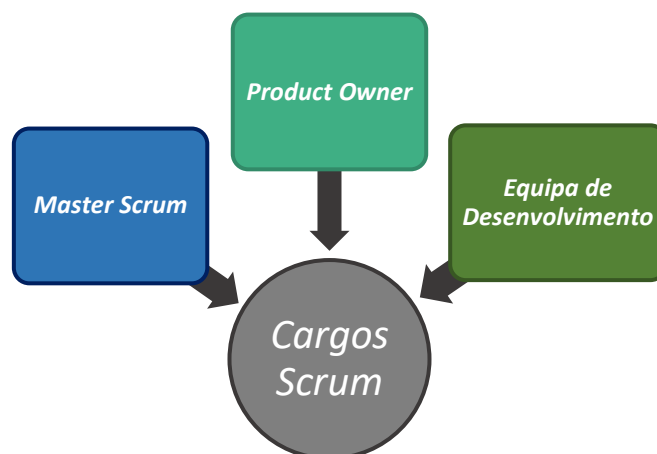 Product Owner
Master Scrum
Equipa de
Desenvolvimento
Cargos
Scrum